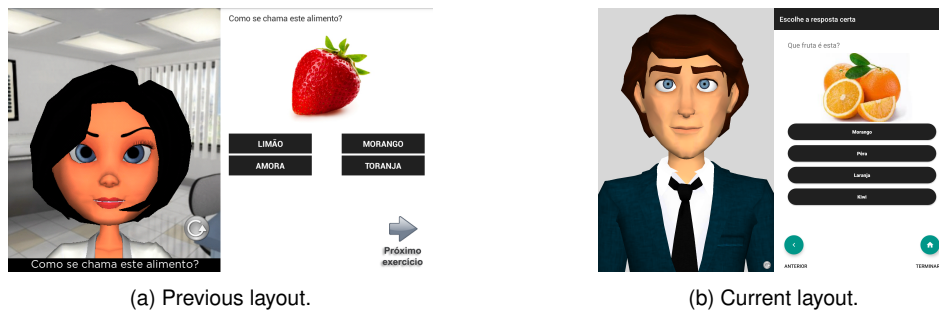 Como se chama este alimento?
LIMÃO
MORANGO
AMORA
TORANJA
Próximo
exercício
Como se chama este alimento?
(a) Previous layout.
Escolhe a resposta certa
Que fruta é esta?
Morango
Pêra
Laranja
Kiwi
ANTERIOR
TERMINAR
(b) Current layout.